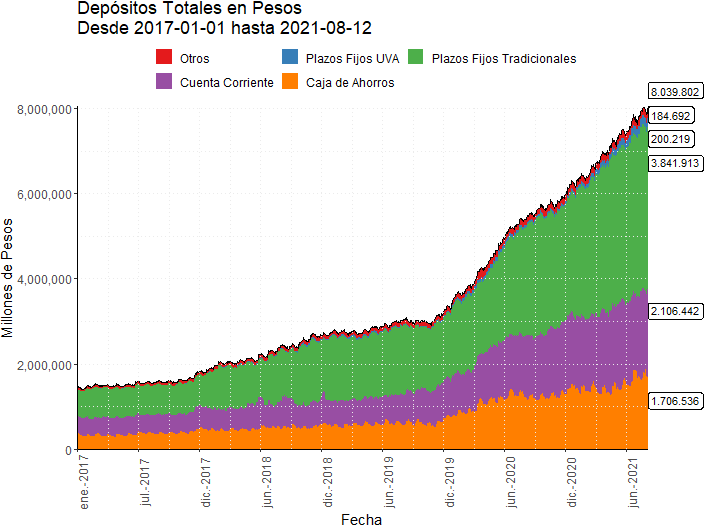 Depósitos Totales en Pesos
Desde 2017-01-01 hasta 2021-08-12
Otros
Plazos Fijos UVA
Plazos Fijos Tradicionales
Cuenta Corriente
Caja de Ahorros
8.039.802
184.692
200.219
3.841.913
2.106.442
1.706.536
8,000,000
6,000,000
4,000,000
2,000,000
0
Millones de Pesos
ene.-2017
jul.-2017
dic.-2017
jun.-2018
dic.-2018
jun.-2019
dic.-2019
jun.-2020
dic.-2020
jun.-2021
Fecha